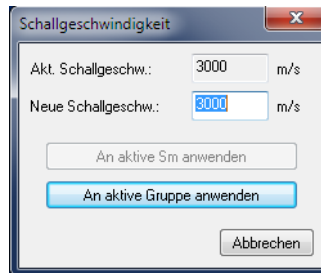 Schallgeschwindigkeit
Akt. Schallgeschw.: 3000 m/s
Neue Schallgeschw.: 3000 m/s
An aktive Sm anwenden
An aktive Gruppe anwenden
Abbrechen